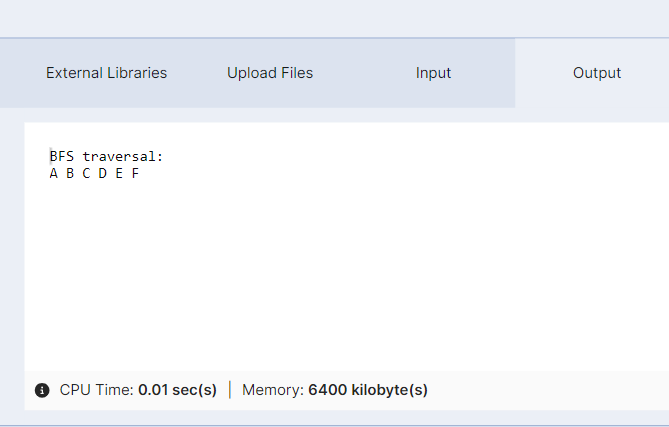 External Libraries Upload Files Input Output
BFS traversal:
A B C D E F
CPU Time: 0.01 sec(s) | Memory: 6400 kilobyte(s)